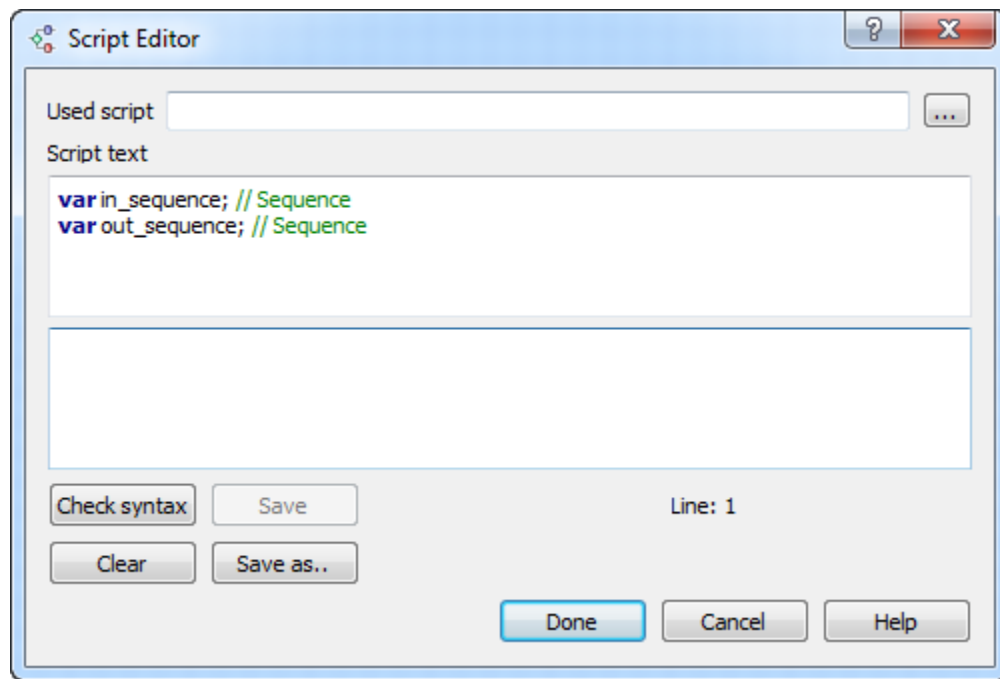 Script Editor
Used script
...
Script text
var in_sequence; // Sequence
var out_sequence; // Sequence
Check syntax Save Line: 1
Clear Save as..
Done Cancel Help